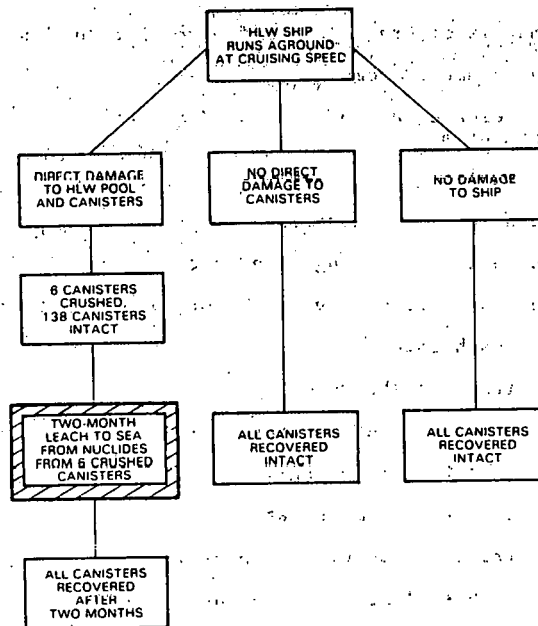 HLW SHIP
RUNS AGROUND
AT CRUISING SPEED
DIRECT DAMAGE
TO HLW POOL
AND CANISTERS
NO DIRECT
DAMAGE TO
CANISTERS
NO DAMAGE
TO SHIP
6 CANISTERS
CRUSHED,
138 CANISTERS
INTACT
TWO-MONTH
LEACH TO SEA
FROM NUCLIDES
FROM 6 CRUSHED
CANISTERS
ALL CANISTERS
RECOVERED
INTACT
ALL CANISTERS
RECOVERED
INTACT
ALL CANISTERS
RECOVERED
AFTER
TWO MONTHS